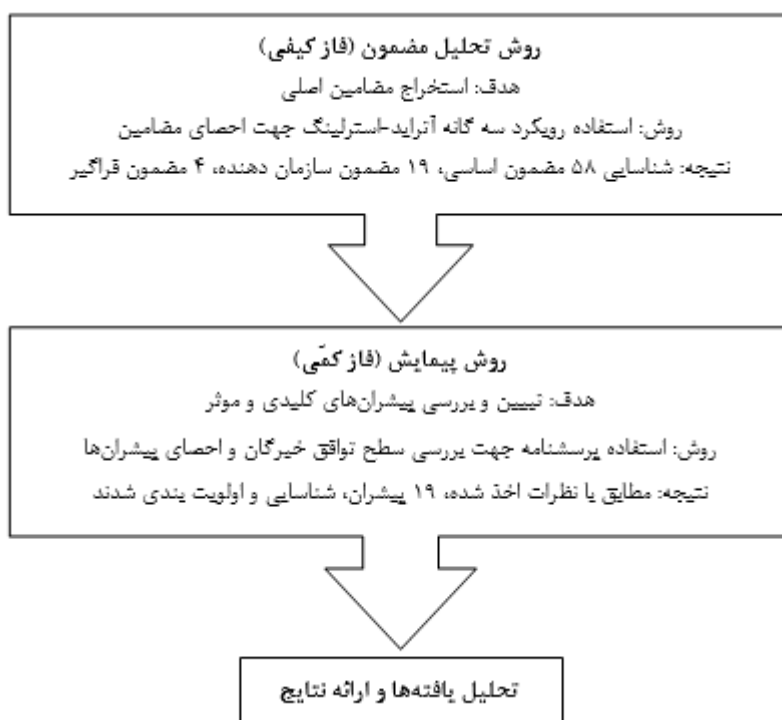 روش تحلیل مضمون (فاز کیفی)
هدف: استخراج مضامین اصلی
روش: استفاده رویکرد سه گانه آتراید-استرلینگ جهت احصای مضامین
نتیجه: شناسایی ۵۸ مضمون اساسی، ۱۹ مضمون سازمان دهنده، ۴ مضمون فراگیر
روش پیمایش (فاز کمّی)
هدف: تبیین و بررسی پیشران‌های کلیدی و موثر
روش: استفاده پرسشنامه جهت بررسی سطح توافق خبرگان و احصای پیشران‌ها
نتیجه: مطابق با نظرات اخذ شده، ۱۹ پیشران، شناسایی و اولویت بندی شدند
تحلیل یافته‌ها و ارائه نتایج